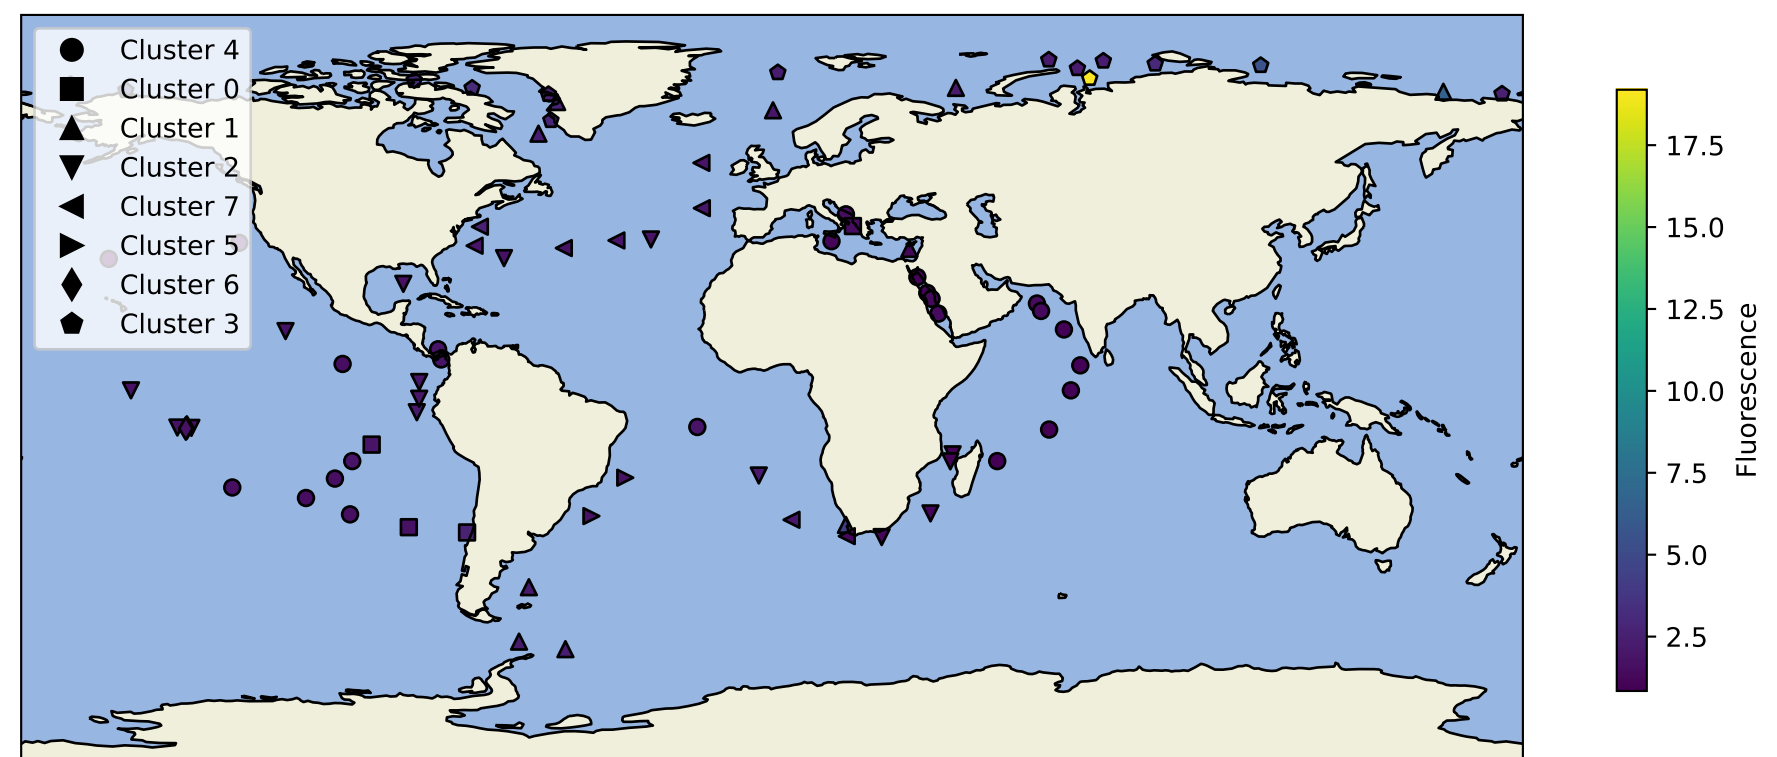 Cluster 4
Cluster 0
Cluster 1
Cluster 2
Cluster 7
Cluster 5
Cluster 6
Cluster 3
17.5
15.0
12.5
10.0
7.5
5.0
2.5
Fluorescence